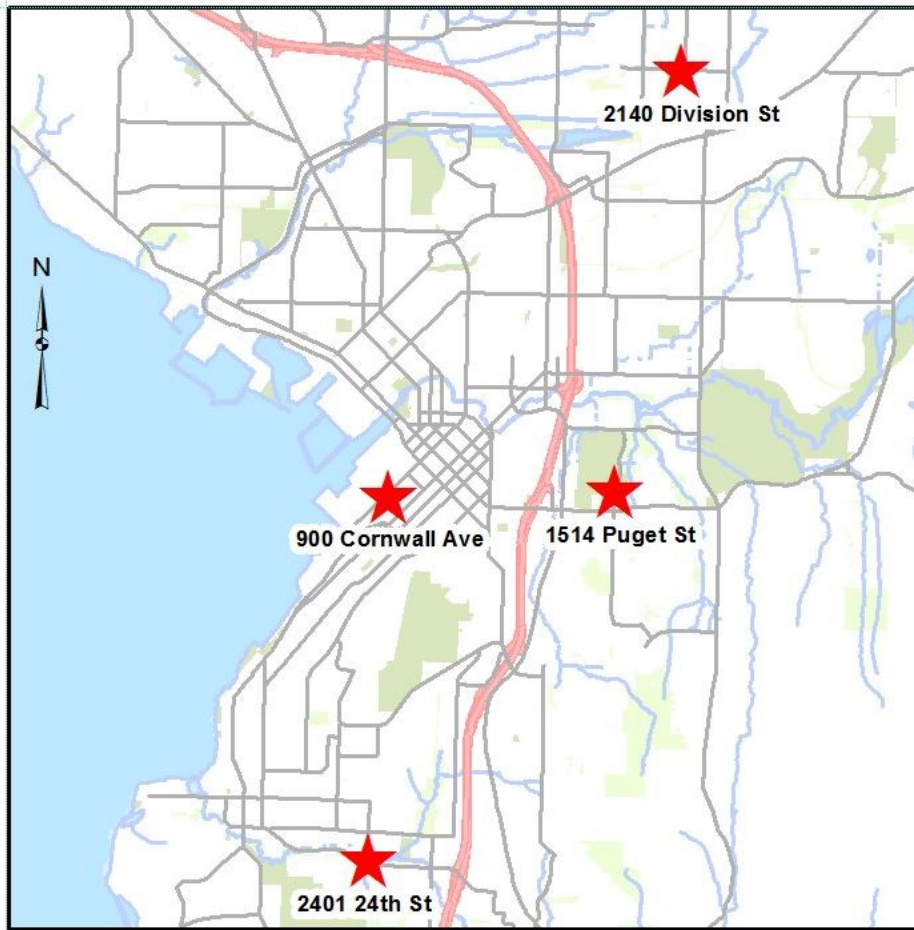 2140 Division St
N
900 Cornwall Ave
1514 Puget St
2401 24th St